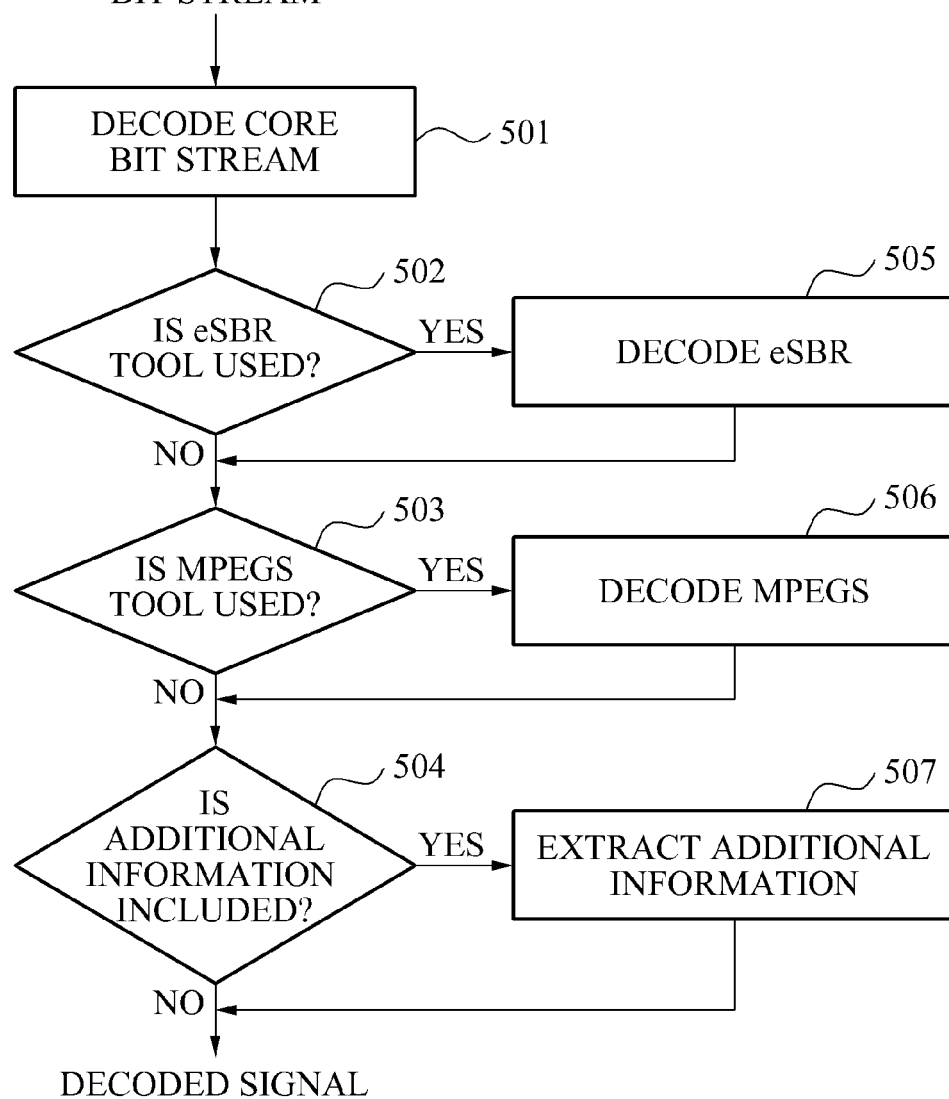 BIT STREAM
DECODE CORE
BIT STREAM
501
502
505
IS eSBR
TOOL USED?
YES
DECODE eSBR
NO
503
506
IS MPEGS
TOOL USED?
YES
DECODE MPEGS
NO
504
507
IS
ADDITIONAL
INFORMATION
INCLUDED?
YES
EXTRACT ADDITIONAL
INFORMATION
NO
DECODED SIGNAL